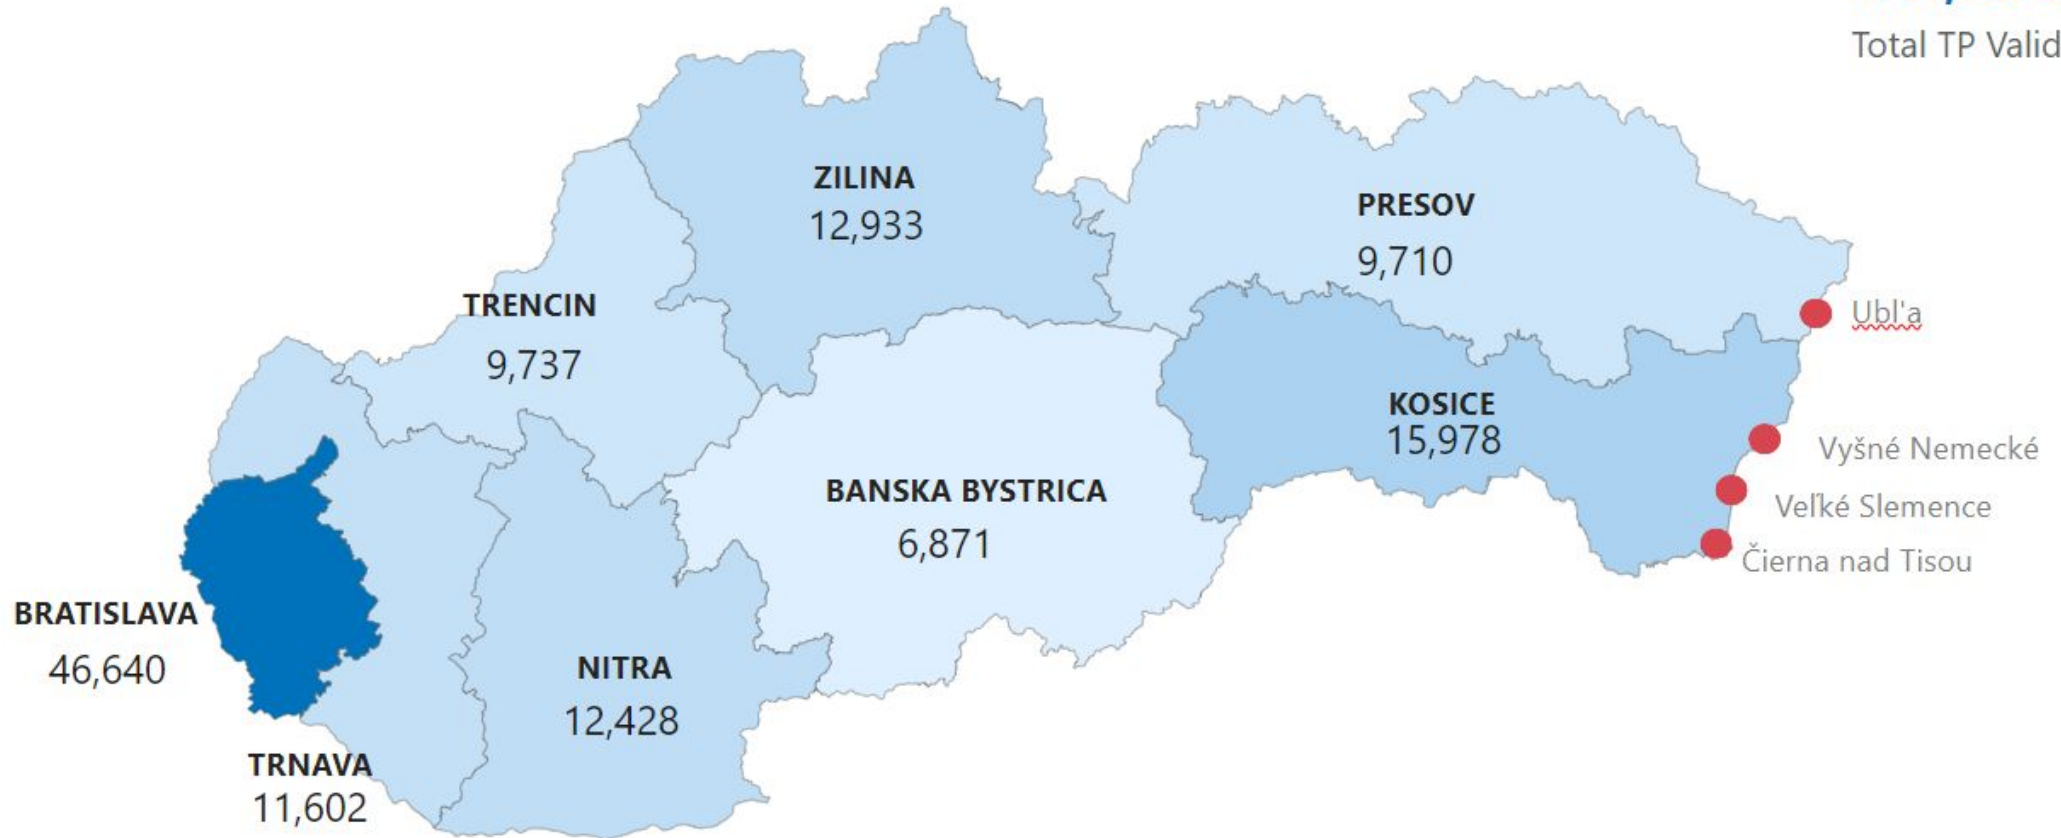 Total TP Valid
ZILINA
12,933
PRESOV
9,710
TRENCIN
9,737
Ubl'a
KOSICE
15,978
Vyšné Nemecké
BANSKA BYSTRICA
6,871
Veľké Slemence
Čierna nad Tisou
BRATISLAVA
46,640
NITRA
12,428
TRNAVA
11,602